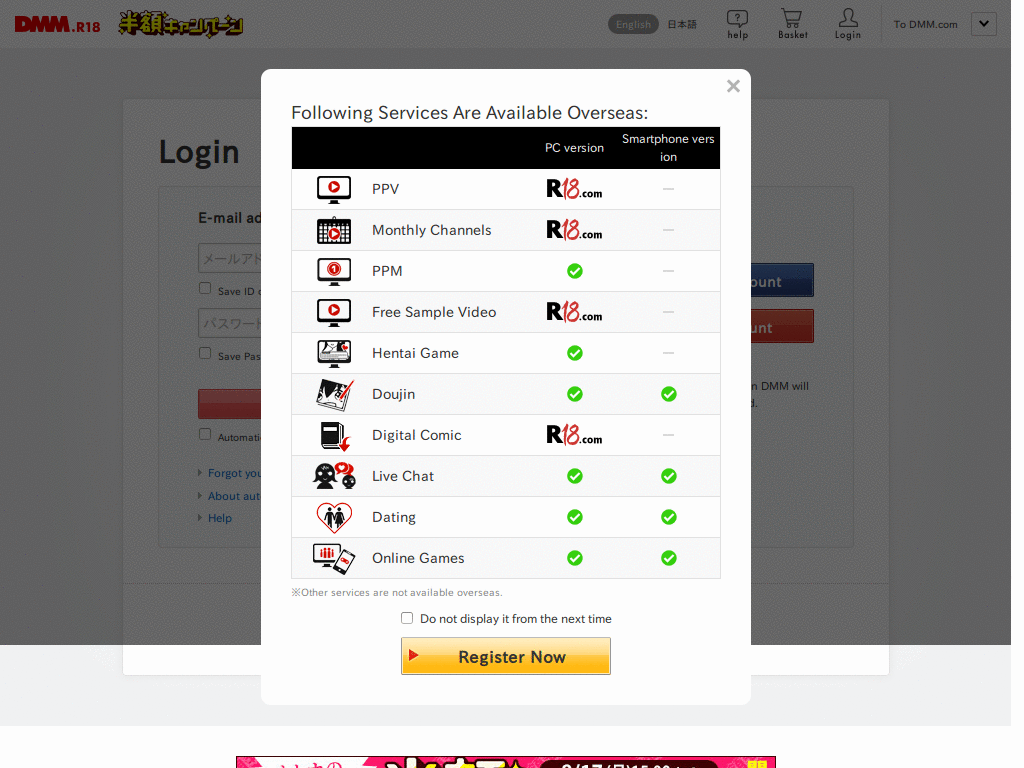 DMM.R18 半額キャンペーン English 日本語 help Basket Login To DMM.com
Following Services Are Available Overseas:
PC version Smartphone vers
ion
PPV R18.com –
Monthly Channels R18.com –
PPM –
Free Sample Video R18.com –
Hentai Game –
Doujin
Digital Comic R18.com –
Live Chat
Dating
Online Games
※Other services are not available overseas.
Do not display it from the next time
Register Now
Login
E-mail ad
メールアド
Save ID o
パスワード
Save Pas
Automatic
Forgot you
About aut
Help
ount
unt
n DMM will
d.